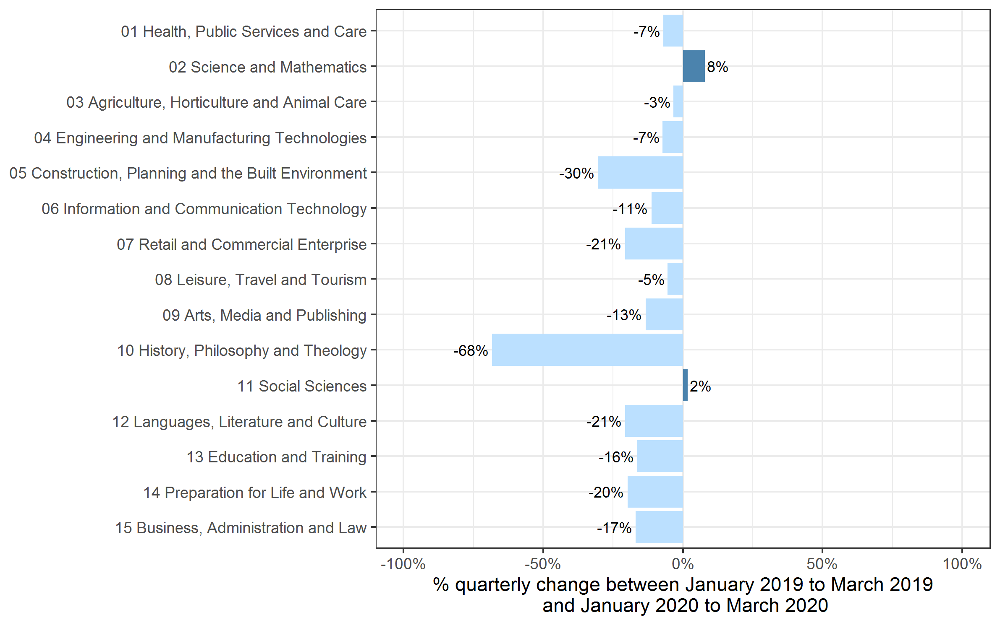 01 Health, Public Services and Care
-7%
02 Science and Mathematics
8%
03 Agriculture, Horticulture and Animal Care
-3%
04 Engineering and Manufacturing Technologies
-7%
05 Construction, Planning and the Built Environment
-30%
06 Information and Communication Technology
-11%
07 Retail and Commercial Enterprise
-21%
08 Leisure, Travel and Tourism
-5%
09 Arts, Media and Publishing
-13%
10 History, Philosophy and Theology
-68%
11 Social Sciences
2%
12 Languages, Literature and Culture
-21%
13 Education and Training
-16%
14 Preparation for Life and Work
-20%
15 Business, Administration and Law
-17%
-100%
-50%
0%
50%
100%
% quarterly change between January 2019 to March 2019
and January 2020 to March 2020